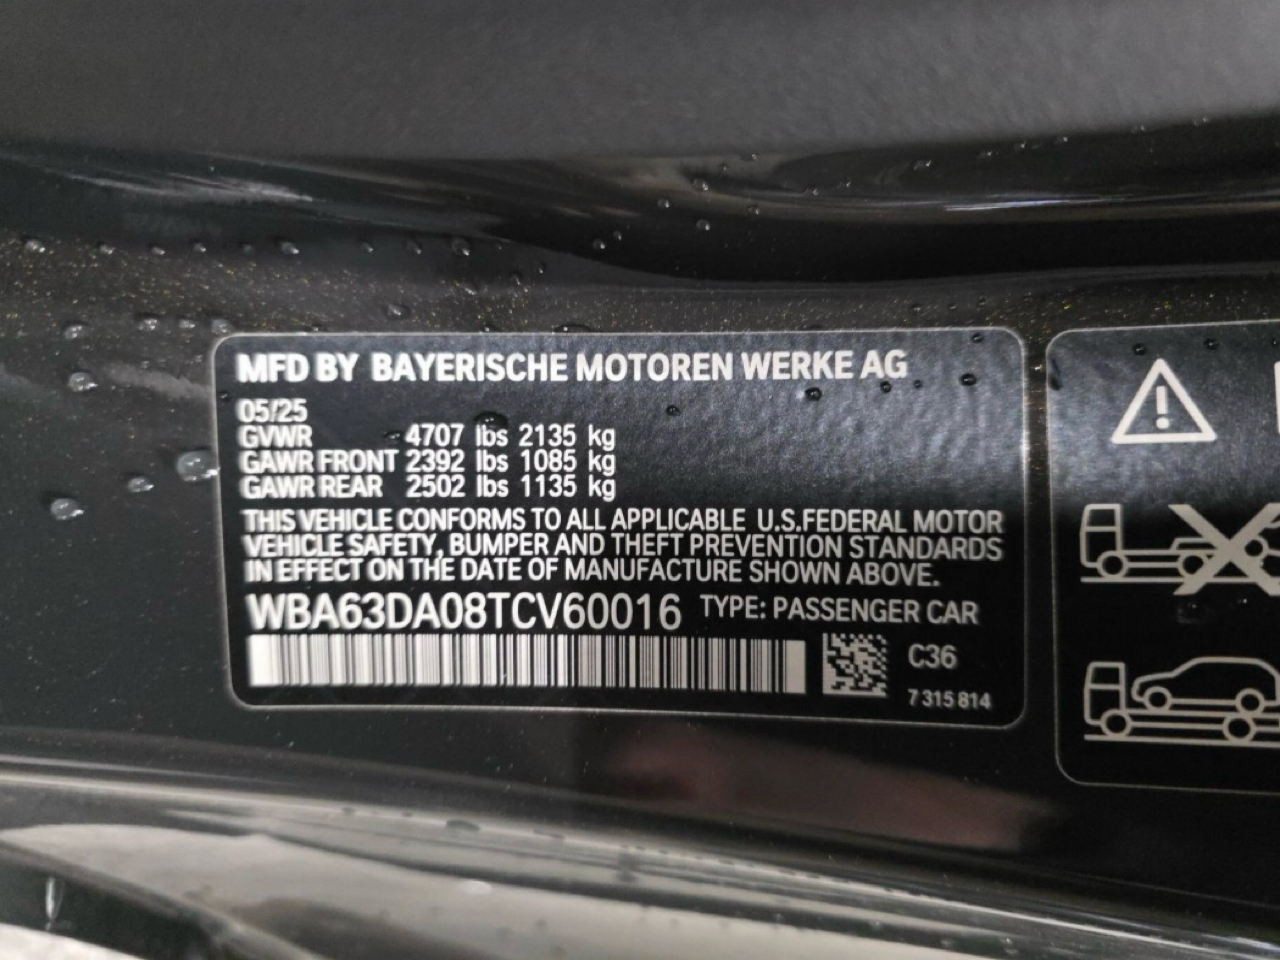 MFD BY BAYERISCHE MOTOREN WERKE AG
05/25
GVWR 4707 lbs 2135 kg
GAWR FRONT 2392 lbs 1085 kg
GAWR REAR 2502 lbs 1135 kg
THIS VEHICLE CONFORMS TO ALL APPLICABLE U.S.FEDERAL MOTOR
VEHICLE SAFETY, BUMPER AND THEFT PREVENTION STANDARDS
IN EFFECT ON THE DATE OF MANUFACTURE SHOWN ABOVE.
WBA63DA08TCV60016 TYPE: PASSENGER CAR
C36
7 315 814